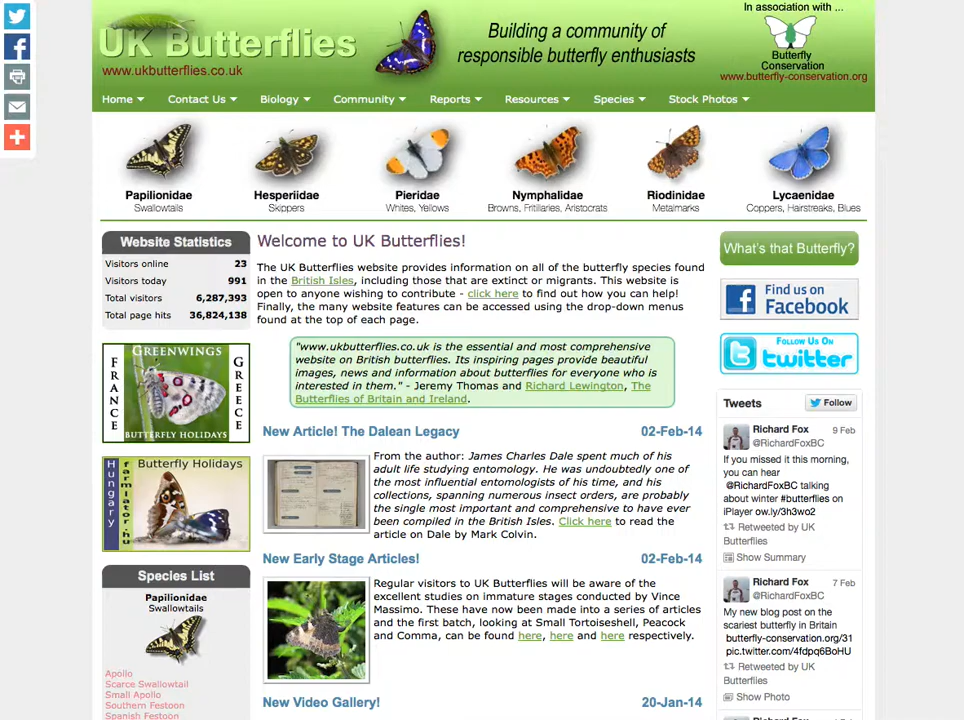 UK Butterflies
www.ukbutterflies.co.uk
Building a community of
responsible butterfly enthusiasts
In association with ...
Butterfly
Conservation
www.butterfly-conservation.org
Home
Contact Us
Biology
Community
Reports
Resources
Species
Stock Photos
Papilionidae
Swallowtails
Hesperiidae
Skippers
Pieridae
Whites, Yellows
Nymphalidae
Browns, Fritillaries, Aristocrats
Riodinidae
Metalmarks
Lycaenidae
Coppers, Hairstreaks, Blues
Website Statistics
Visitors online 23
Visitors today 991
Total visitors 6,287,393
Total page hits 36,824,138
GREENWINGS
FRANCE
GREECE
BUTTERFLY HOLIDAYS
Butterfly Holidays
Hungary
farmlator.hu
Species List
Papilionidae
Swallowtails
Apollo
Scarce Swallowtail
Small Apollo
Southern Festoon
Spanish Festoon
Welcome to UK Butterflies!
The UK Butterflies website provides information on all of the butterfly species found
in the British Isles, including those that are extinct or migrants. This website is
open to anyone wishing to contribute - click here to find out how you can help!
Finally, the many website features can be accessed using the drop-down menus
found at the top of each page.
"www.ukbutterflies.co.uk is the essential and most comprehensive
website on British butterflies. Its inspiring pages provide beautiful
images, news and information about butterflies for everyone who is
interested in them." - Jeremy Thomas and Richard Lewington, The
Butterflies of Britain and Ireland.
New Article! The Dalean Legacy 02-Feb-14
From the author: James Charles Dale spent much of his
adult life studying entomology. He was undoubtedly one of
the most influential entomologists of his time, and his
collections, spanning numerous insect orders, are probably
the single most important and comprehensive to have ever
been compiled in the British Isles. Click here to read the
article on Dale by Mark Colvin.
New Early Stage Articles! 02-Feb-14
Regular visitors to UK Butterflies will be aware of the
excellent studies on immature stages conducted by Vince
Massimo. These have now been made into a series of articles
and the first batch, looking at Small Tortoiseshell, Peacock
and Comma, can be found here, here and here respectively.
New Video Gallery! 20-Jan-14
What's that Butterfly?
Find us on
Facebook
FOLLOW US ON
twitter
Tweets
Follow
Richard Fox 9 Feb
@RichardFoxBC
If you missed it this morning,
you can hear
@RichardFoxBC talking
about winter #butterflies on
iPlayer ow.ly/3h3wo2
Retweeted by UK
Butterflies
Show Summary
Richard Fox 7 Feb
@RichardFoxBC
My new blog post on the
scariest butterfly in Britain
butterfly-conservation.org/31
pic.twitter.com/4fdpq6BoHU
Retweeted by UK
Butterflies
Show Photo
Richard Fox